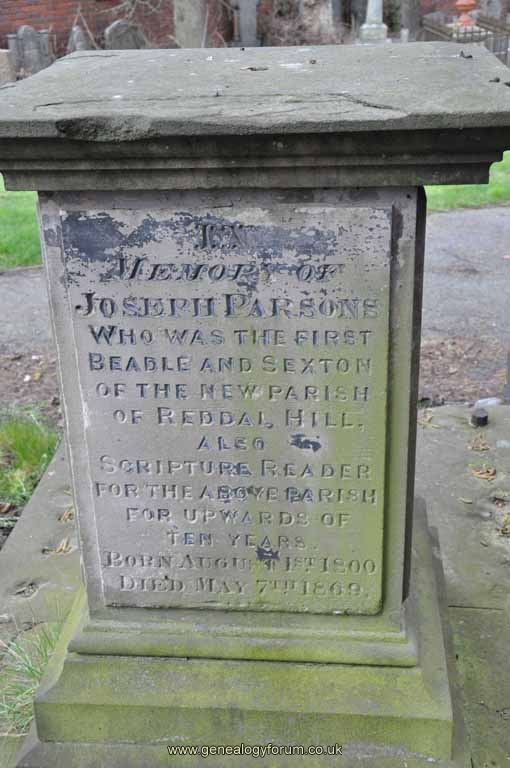 IN
MEMORY OF
JOSEPH PARSONS
WHO WAS THE FIRST
BEADLE AND SEXTON
OF THE NEW PARISH
OF REDDAL HILL,
ALSO
SCRIPTURE READER
FOR THE ABOVE PARISH
FOR UPWARDS OF
TEN YEARS.
BORN AUGUST 1ST 1800
DIED MAY 7TH 1869.
www.genealogyforum.co.uk